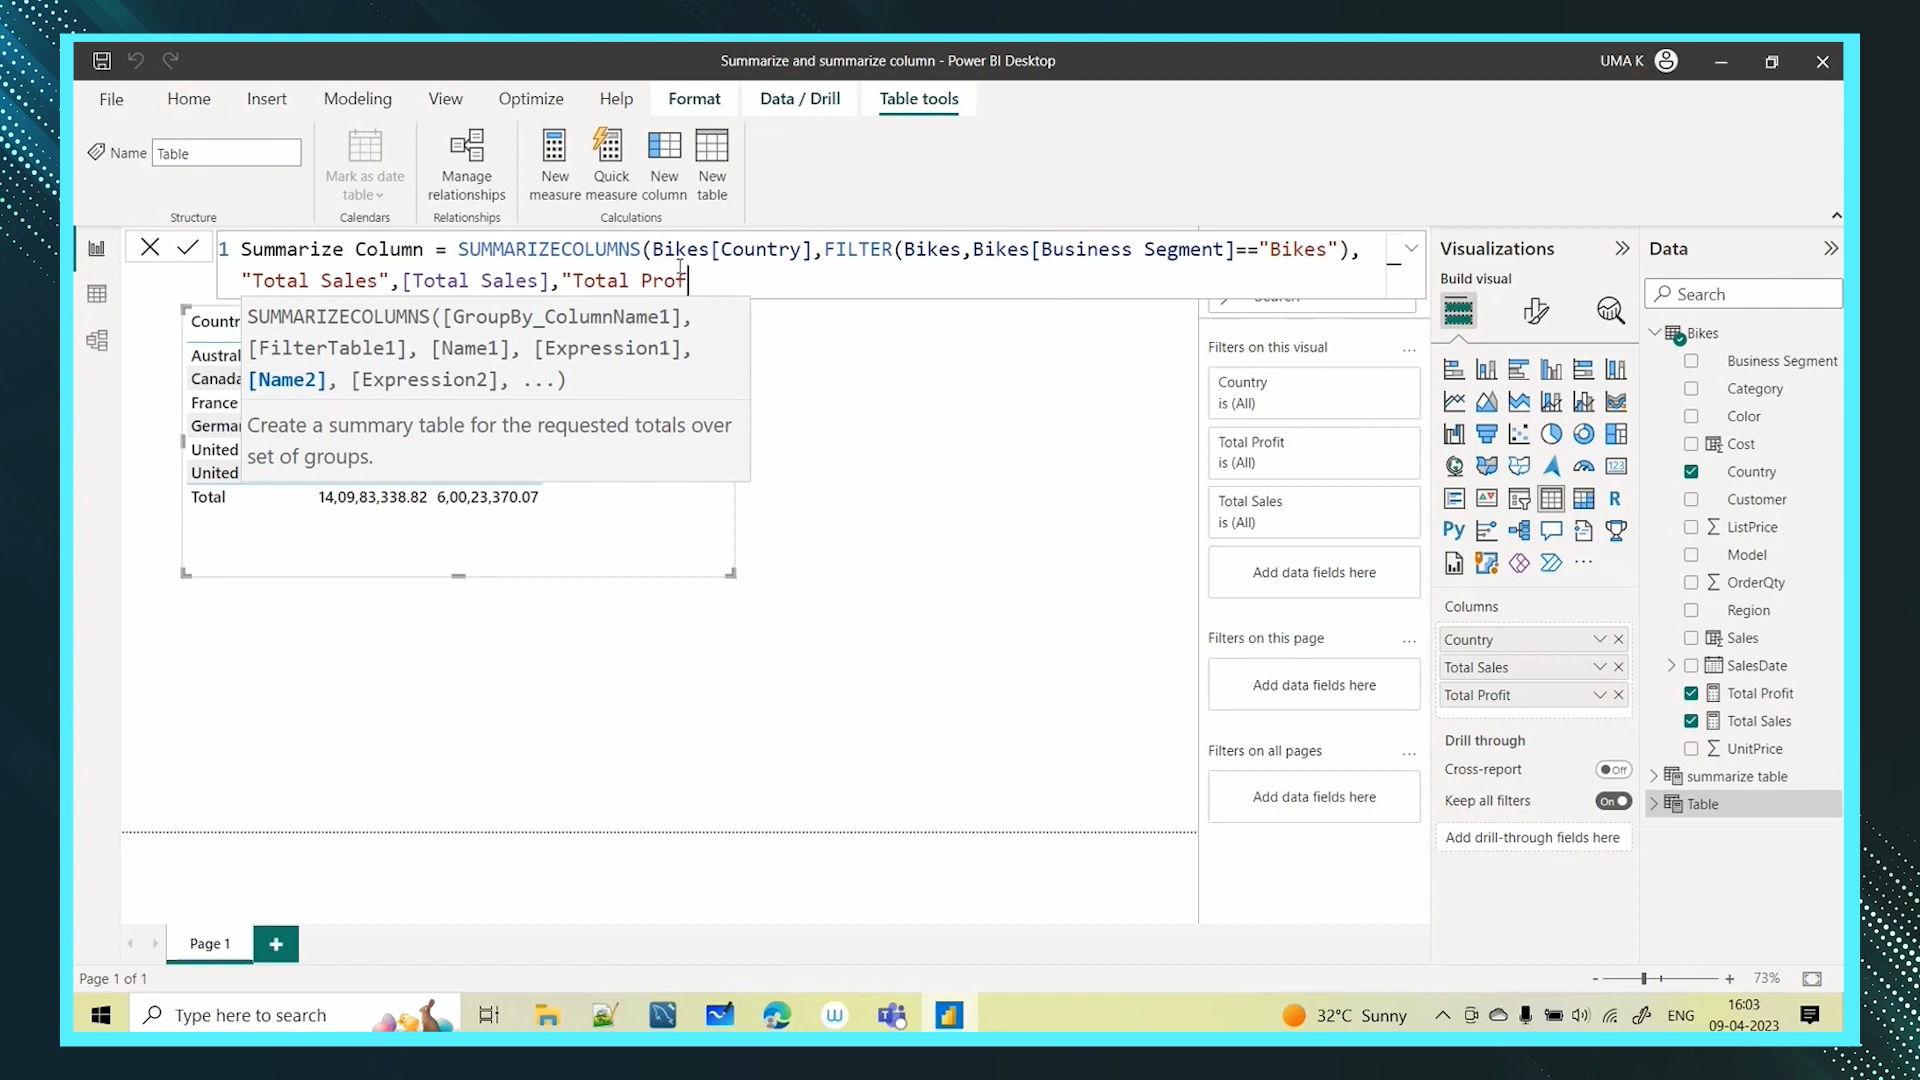 Summarize and summarize column - Power BI Desktop
UMA K
File Home Insert Modeling View Optimize Help Format Data / Drill Table tools
Name Table
Mark as date table
Manage relationships
New measure
Quick measure
New column
New table
Structure
Calendars
Relationships
Calculations
1 Summarize Column = SUMMARIZECOLUMNS(Bikes[Country],FILTER(Bikes,Bikes[Business Segment]=="Bikes"),
"Total Sales",[Total Sales],"Total Prof
SUMMARIZECOLUMNS([GroupBy_ColumnName1],
[FilterTable1], [Name1], [Expression1],
[Name2], [Expression2], ...)
Create a summary table for the requested totals over
set of groups.
Countr
Austral
Canada
France
Germa
United
United
Total 14,09,83,338.82 6,00,23,370.07
Filters on this visual ...
Country
is (All)
Total Profit
is (All)
Total Sales
is (All)
Add data fields here
Filters on this page ...
Add data fields here
Filters on all pages ...
Add data fields here
Visualizations
Build visual
123
R
Py
...
Columns
Country
Total Sales
Total Profit
Drill through
Cross-report Off
Keep all filters On
Add drill-through fields here
Data
Search
Bikes
Business Segment
Category
Color
Cost
Country
Customer
ListPrice
Model
OrderQty
Region
Sales
SalesDate
Total Profit
Total Sales
UnitPrice
summarize table
Table
Page 1
Page 1 of 1
- + 73%
Type here to search
32°C Sunny
ENG
16:03
09-04-2023